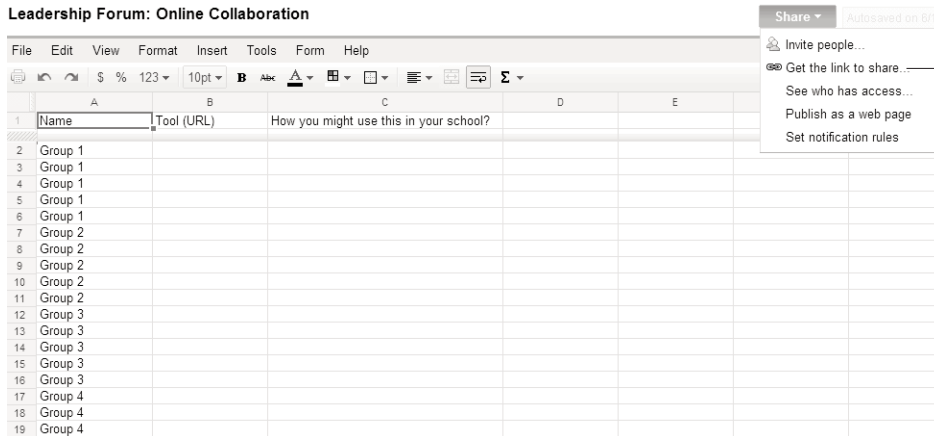 Leadership Forum: Online Collaboration
Share
Autosaved on 6/
File Edit View Format Insert Tools Form Help
Invite people...
Get the link to share...
See who has access...
Publish as a web page
Set notification rules
$ % 123 10pt B Abc A Σ
A B C D E
1 Name Tool (URL) How you might use this in your school?
2 Group 1
3 Group 1
4 Group 1
5 Group 1
6 Group 1
7 Group 2
8 Group 2
9 Group 2
10 Group 2
11 Group 2
12 Group 3
13 Group 3
14 Group 3
15 Group 3
16 Group 3
17 Group 4
18 Group 4
19 Group 4